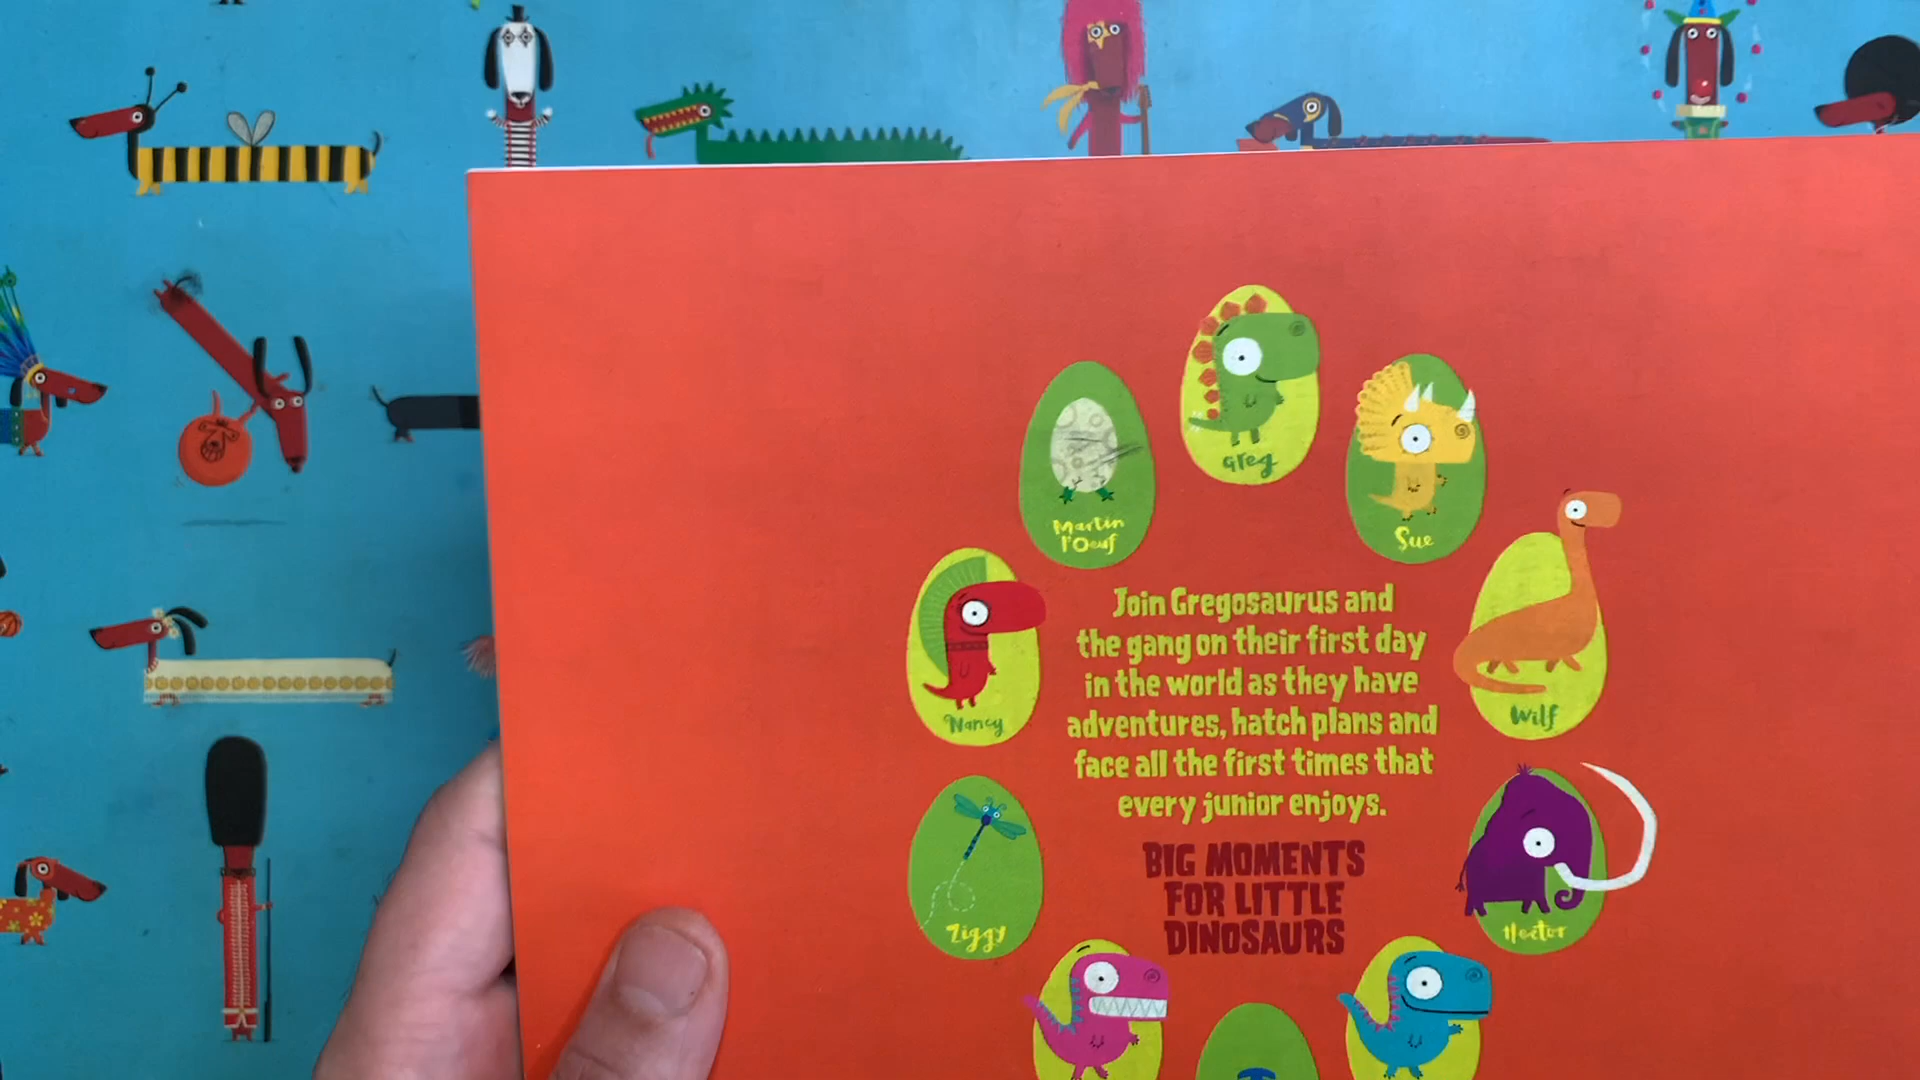 Greg
Martin
l'Oeuf
Sue
Nancy
Wilf
Join Gregosaurus and
the gang on their first day
in the world as they have
adventures, hatch plans and
face all the first times that
every junior enjoys.
BIG MOMENTS
FOR LITTLE
DINOSAURS
Ziggy
Hector